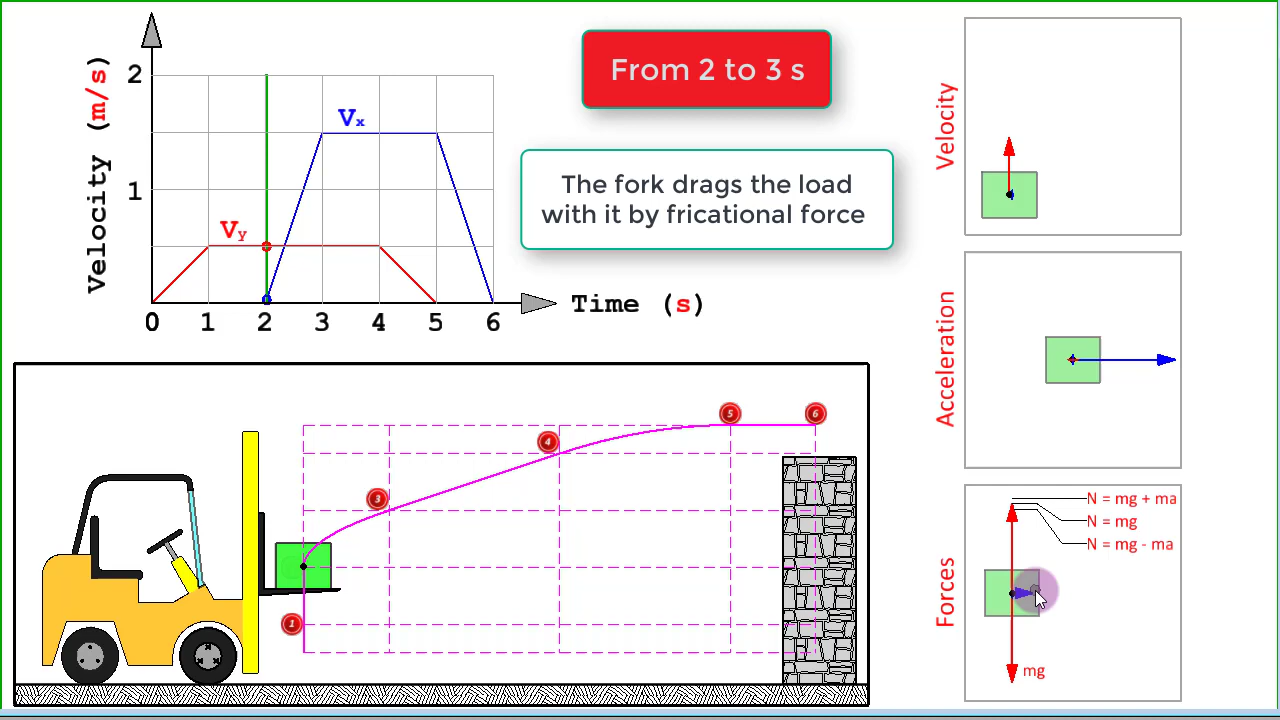 2
1
Velocity (m/s)
Vx
Vy
0 1 2 3 4 5 6
Time (s)
From 2 to 3 s
The fork drags the load
with it by fricational force
1
3
4
5
6
Velocity
Acceleration
Forces
N = mg + ma
N = mg
N = mg - ma
mg